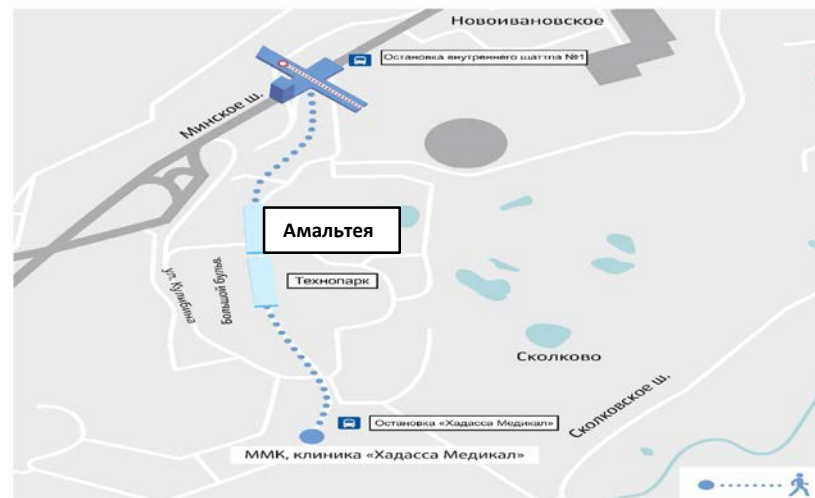 Новоивановское
Остановка внутреннего шаттла №1
Минское ш.
Амальтея
ул. Кулибина
Большой бульв.
Технопарк
Сколково
Сколковское ш.
Остановка «Хадасса Медикал»
ММК, клиника «Хадасса Медикал»